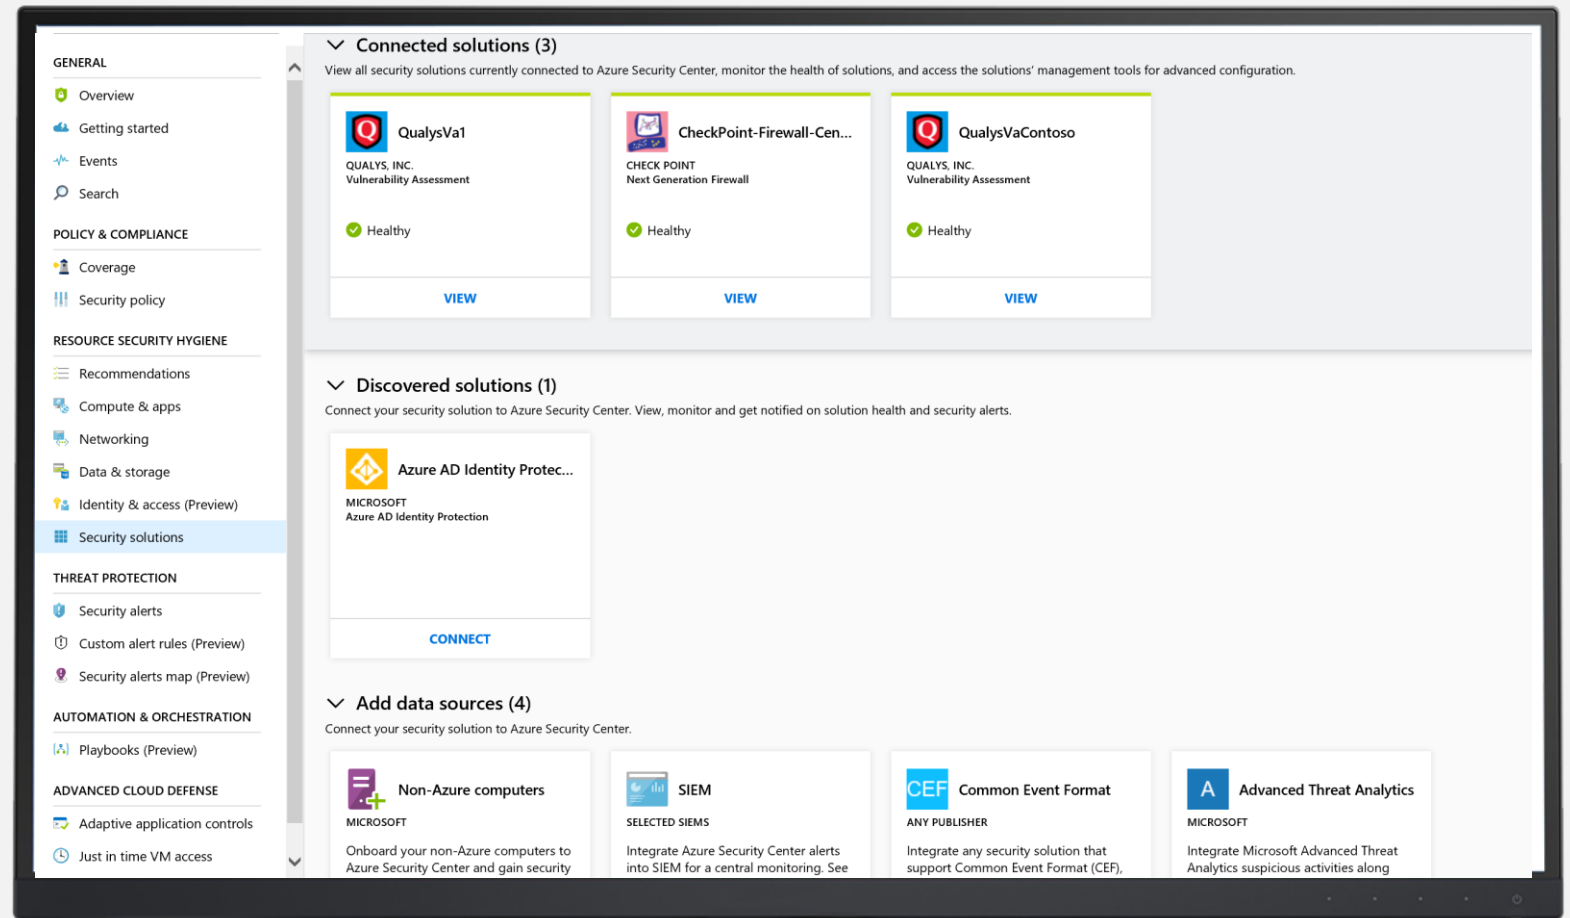 GENERAL
Overview
Getting started
Events
Search
POLICY & COMPLIANCE
Coverage
Security policy
RESOURCE SECURITY HYGIENE
Recommendations
Compute & apps
Networking
Data & storage
Identity & access (Preview)
Security solutions
THREAT PROTECTION
Security alerts
Custom alert rules (Preview)
Security alerts map (Preview)
AUTOMATION & ORCHESTRATION
Playbooks (Preview)
ADVANCED CLOUD DEFENSE
Adaptive application controls
Just in time VM access
Connected solutions (3)
View all security solutions currently connected to Azure Security Center, monitor the health of solutions, and access the solutions' management tools for advanced configuration.
Q
QualysVa1
QUALYS, INC.
Vulnerability Assessment
Healthy
VIEW
CheckPoint-Firewall-Cen...
CHECK POINT
Next Generation Firewall
Healthy
VIEW
Q
QualysVaContoso
QUALYS, INC.
Vulnerability Assessment
Healthy
VIEW
Discovered solutions (1)
Connect your security solution to Azure Security Center. View, monitor and get notified on solution health and security alerts.
Azure AD Identity Protec...
MICROSOFT
Azure AD Identity Protection
CONNECT
Add data sources (4)
Connect your security solution to Azure Security Center.
Non-Azure computers
MICROSOFT
Onboard your non-Azure computers to
Azure Security Center and gain security
SIEM
SELECTED SIEMS
Integrate Azure Security Center alerts
into SIEM for a central monitoring. See
CEF
Common Event Format
ANY PUBLISHER
Integrate any security solution that
support Common Event Format (CEF),
A
Advanced Threat Analytics
MICROSOFT
Integrate Microsoft Advanced Threat
Analytics suspicious activities along